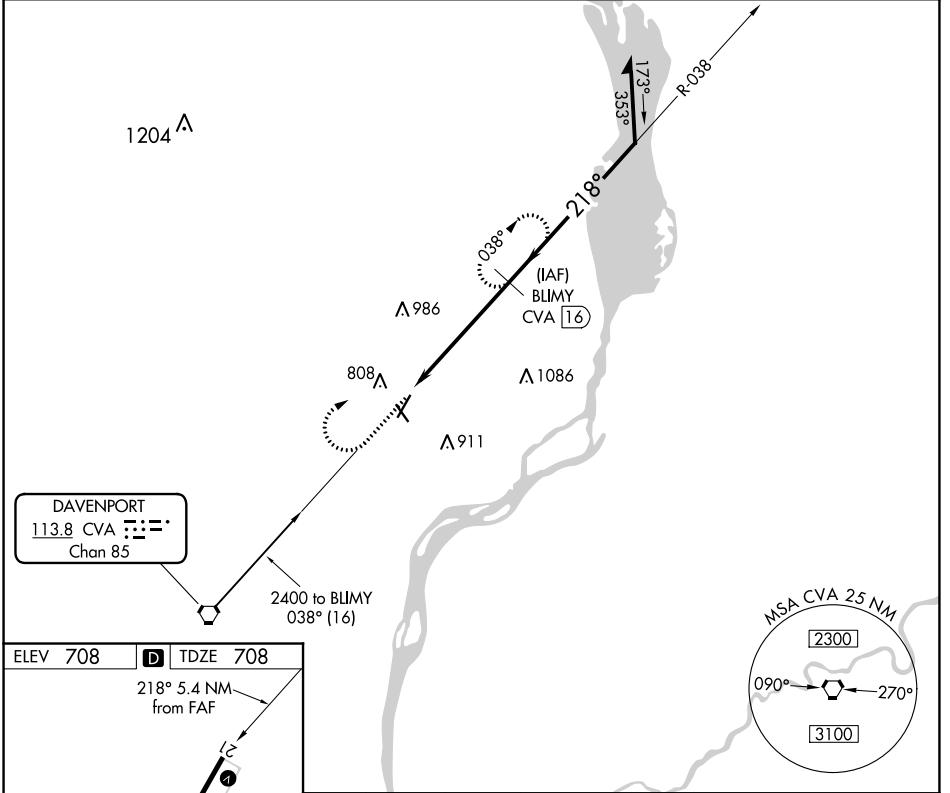 1204
R-038
173°
353°
218°
038°
(IAF)
BLIMY
CVA 16
986
808
1086
911
DAVENPORT
113.8 CVA
Chan 85
2400 to BLIMY
038° (16)
MSA CVA 25 NM
2300
090°
270°
3100
ELEV 708 D TDZE 708
218° 5.4 NM
from FAF
21
V